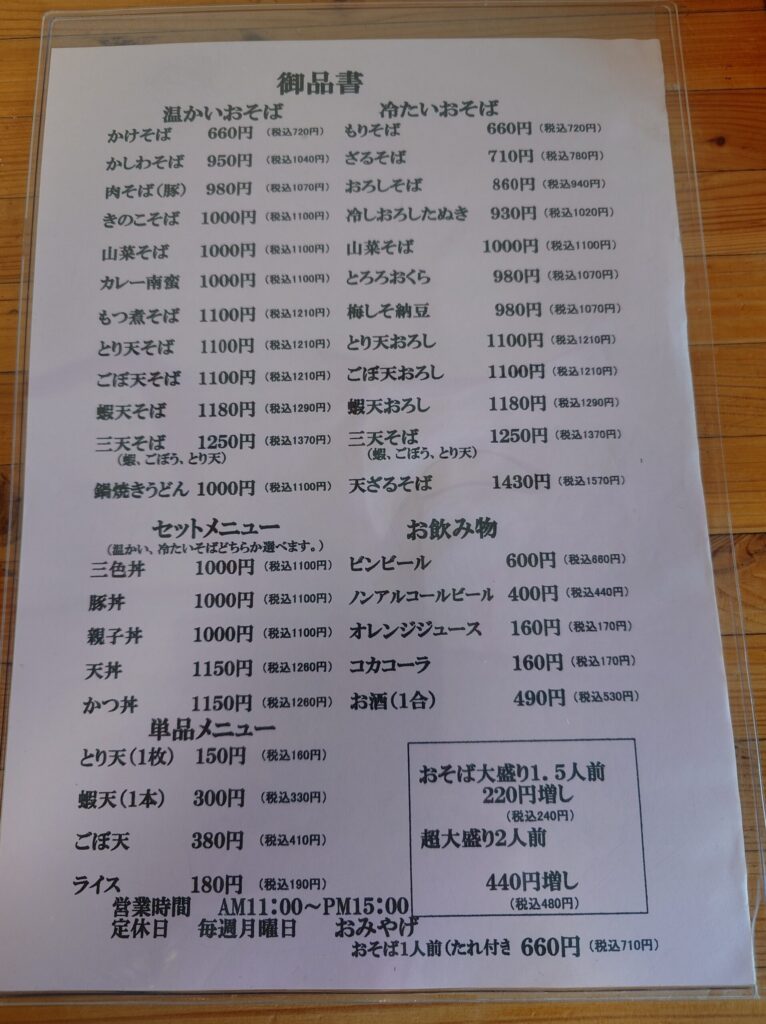 御品書
温かいおそば
かけそば 660円 (税込720円)
かしわそば 950円 (税込1040円)
肉そば(豚) 980円 (税込1070円)
きのこそば 1000円 (税込1100円)
山菜そば 1000円 (税込1100円)
カレー南蛮 1000円 (税込1100円)
もつ煮そば 1100円 (税込1210円)
とり天そば 1100円 (税込1210円)
ごぼ天そば 1100円 (税込1210円)
蝦天そば 1180円 (税込1290円)
三天そば 1250円 (税込1370円)
(蝦、ごぼう、とり天)
鍋焼きうどん 1000円 (税込1100円)
冷たいおそば
もりそば 660円 (税込720円)
ざるそば 710円 (税込780円)
おろしそば 860円 (税込940円)
冷しおろしたぬき 930円 (税込1020円)
山菜そば 1000円 (税込1100円)
とろろおくら 980円 (税込1070円)
梅しそ納豆 980円 (税込1070円)
とり天おろし 1100円 (税込1210円)
ごぼ天おろし 1100円 (税込1210円)
蝦天おろし 1180円 (税込1290円)
三天そば 1250円 (税込1370円)
(蝦、ごぼう、とり天)
天ざるそば 1430円 (税込1570円)
セットメニュー
(温かい、冷たいそばどちらか選べます。)
三色丼 1000円 (税込1100円)
豚丼 1000円 (税込1100円)
親子丼 1000円 (税込1100円)
天丼 1150円 (税込1260円)
かつ丼 1150円 (税込1260円)
お飲み物
ビンビール 600円 (税込660円)
ノンアルコールビール 400円 (税込440円)
オレンジジュース 160円 (税込170円)
コカコーラ 160円 (税込170円)
お酒(1合) 490円 (税込530円)
単品メニュー
とり天(1枚) 150円 (税込160円)
蝦天(1本) 300円 (税込330円)
ごぼ天 380円 (税込410円)
ライス 180円 (税込190円)
おそば大盛り1.5人前
220円増し
(税込240円)
超大盛り2人前
440円増し
(税込480円)
営業時間 AM11:00~PM15:00
定休日 毎週月曜日
おみやげ
おそば1人前(たれ付き 660円 (税込710円)